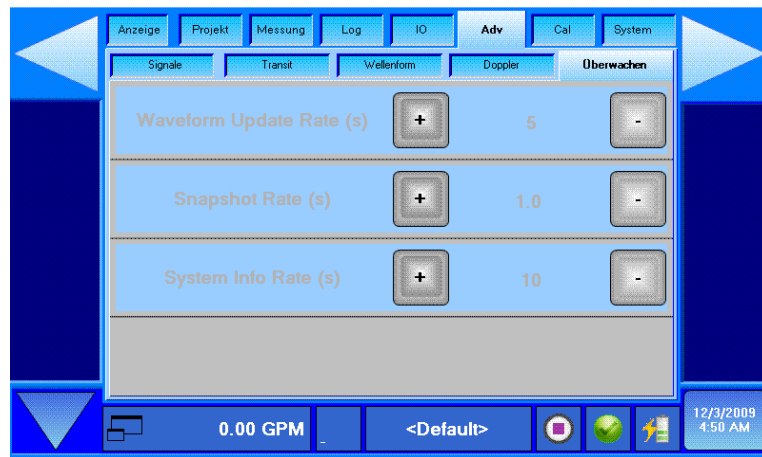 Anzeige Projekt Messung Log IO Adv Cal System
Signale Transit Wellenform Doppler Überwachen
Waveform Update Rate (s) + 5 -
Snapshot Rate (s) + 1.0 -
System Info Rate (s) + 10 -
0.00 GPM _ <Default>
12/3/2009
4:50 AM